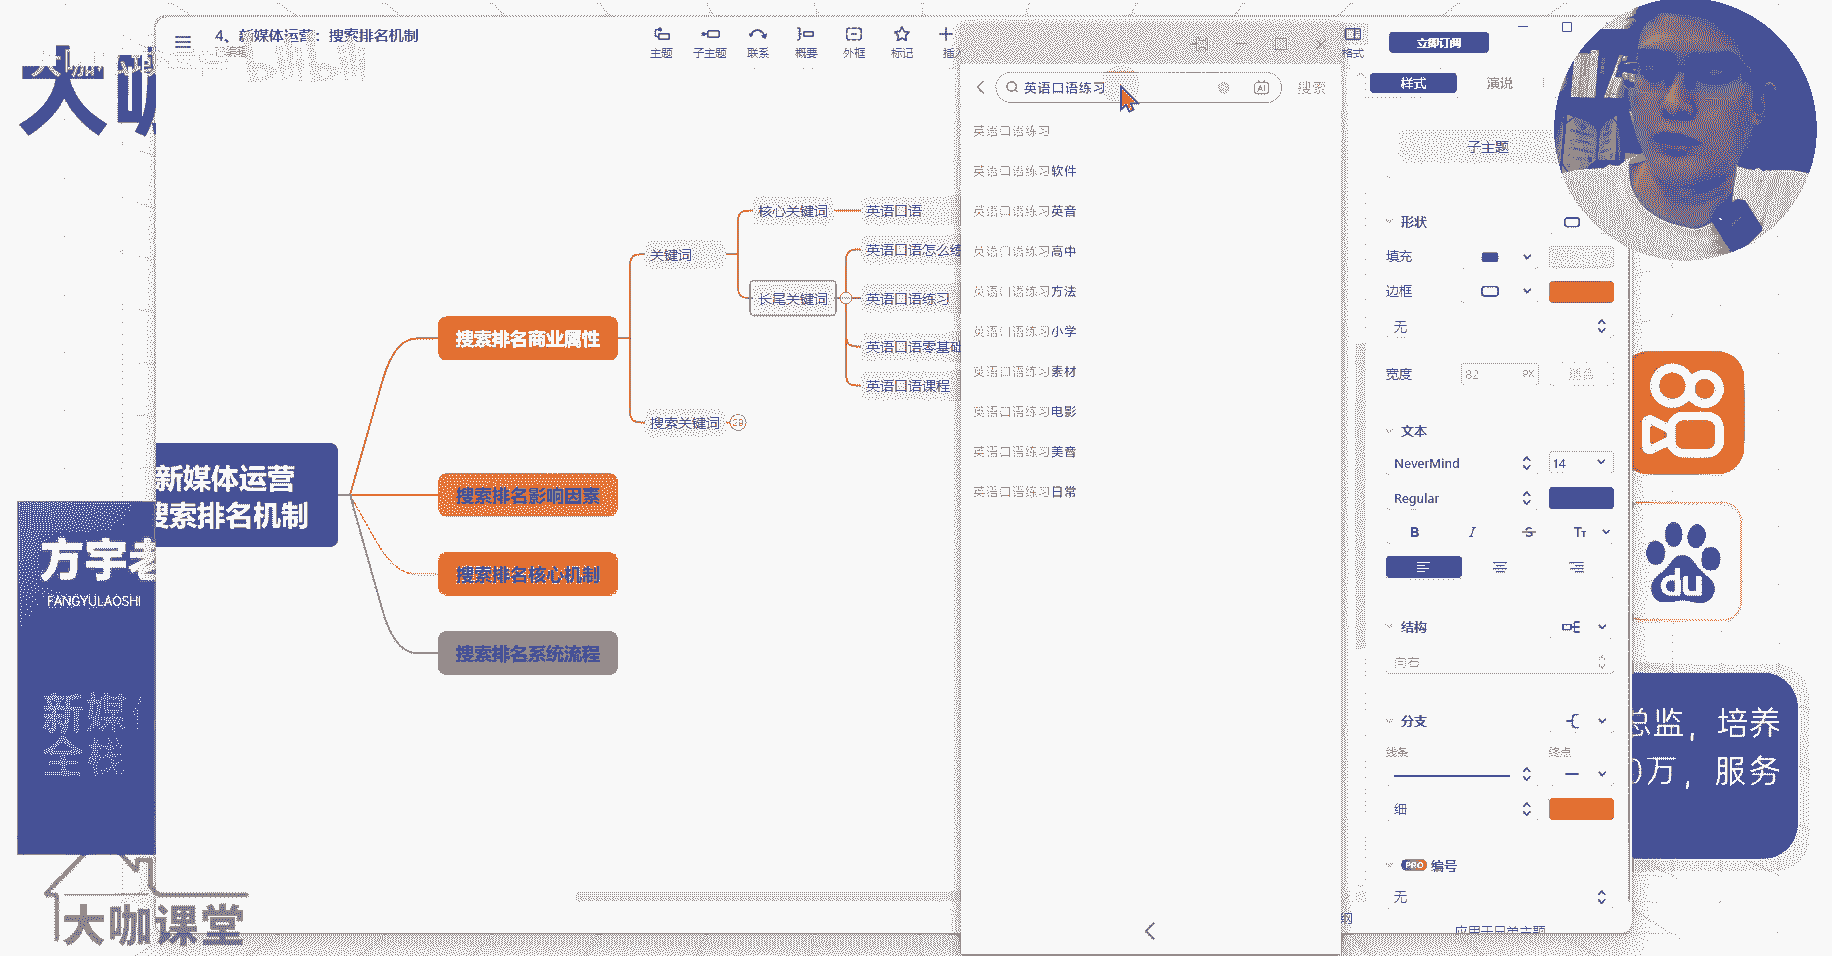 4、新媒体运营：搜索排名机制
已编辑
主题
子主题
联系
概要
外框
标记
格式
立即订阅
样式
演说
子主题
英语口语练习
搜索
英语口语练习
英语口语练习软件
英语口语练习英音
英语口语练习高中
英语口语练习方法
英语口语练习小学
英语口语练习素材
英语口语练习电影
英语口语练习美音
英语口语练习日常
核心关键词
英语口语
关键词
英语口语怎么练
长尾关键词
英语口语练习
英语口语零基础
英语口语课程
搜索排名商业属性
搜索关键词
新媒体运营
搜索排名机制
搜索排名影响因素
搜索排名核心机制
搜索排名系统流程
形状
填充
边框
无
宽度
82
PX
文本
NeverMind
14
Regular
B
I
S
Tт
结构
向右
分支
线条
终点
细
PRO 编号
无
大咖
方宇老
FANGYULAOSHI
新媒
全栈
大咖课堂
du
总监，培养
0万，服务